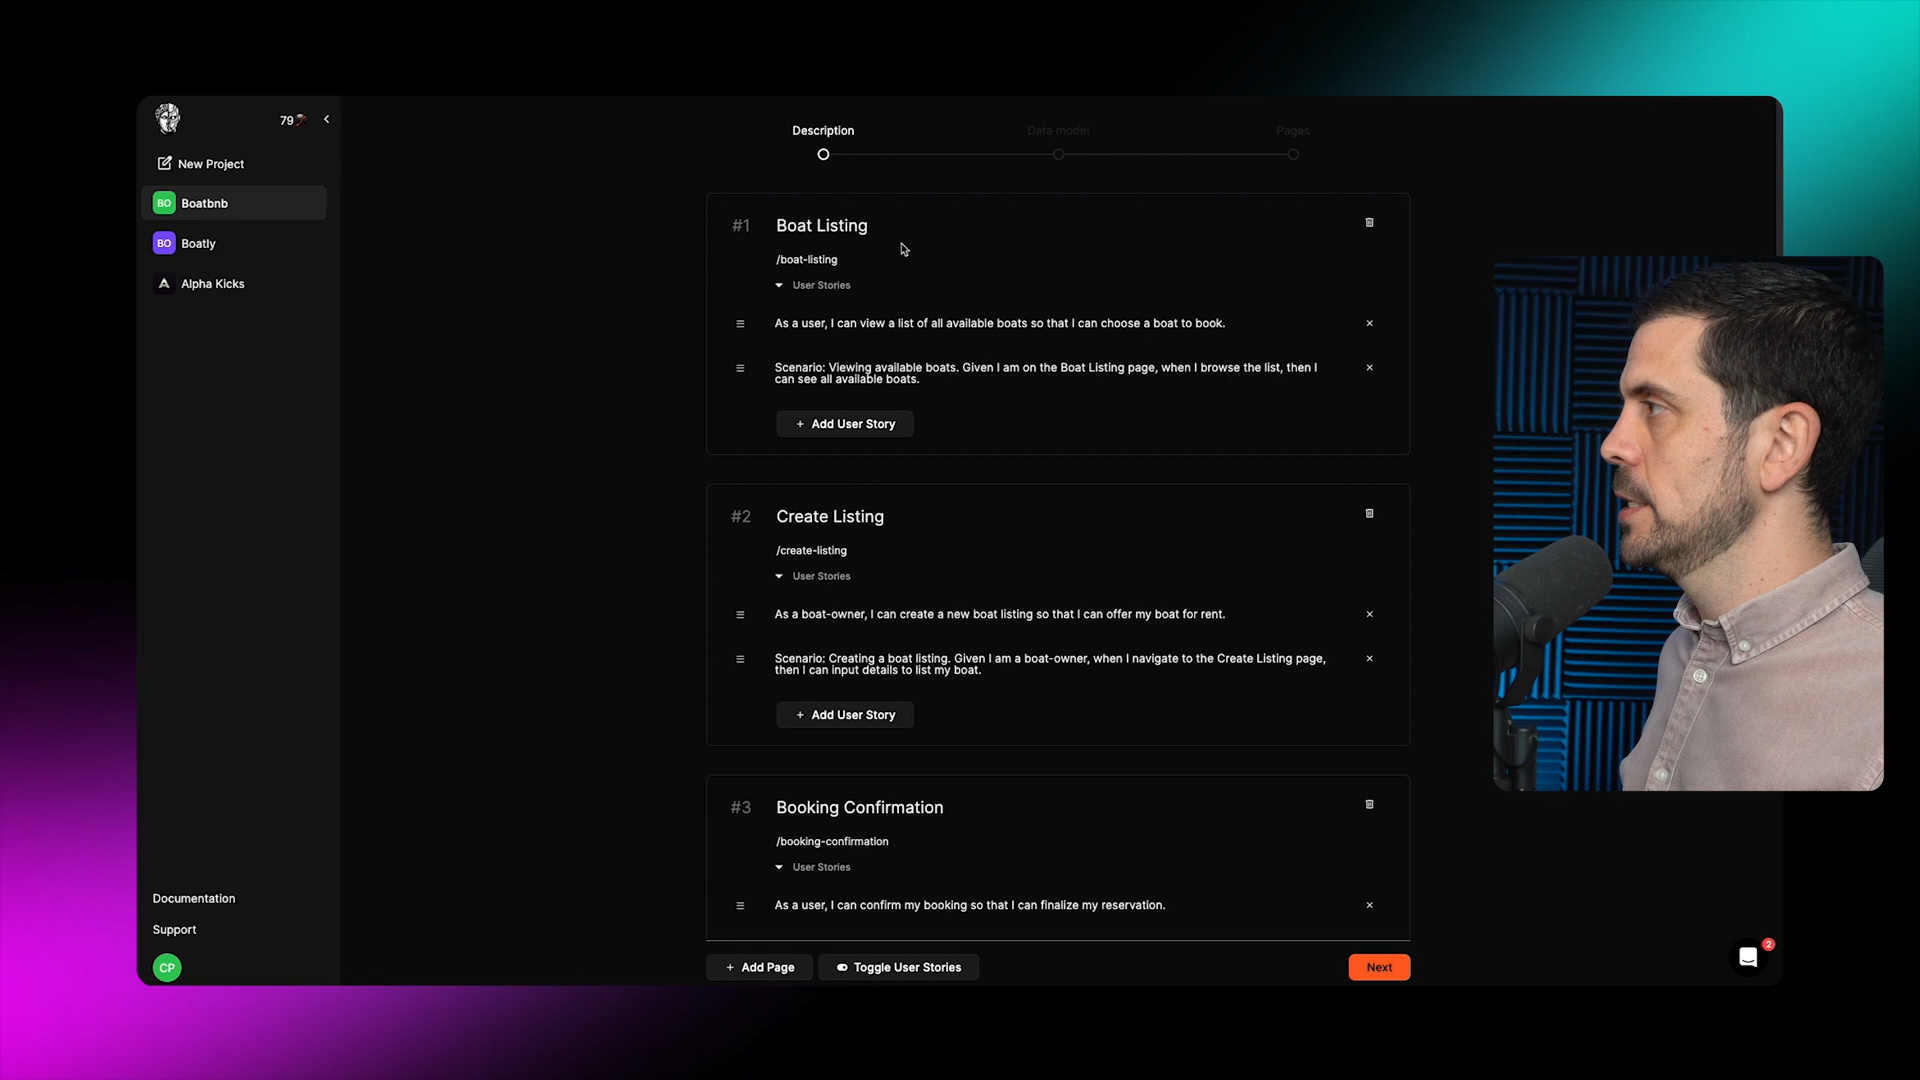 79
New Project
BO Boatbnb
BO Boatly
Alpha Kicks
Documentation
Support
CP
Description
Data model
Pages
#1 Boat Listing
/boat-listing
User Stories
As a user, I can view a list of all available boats so that I can choose a boat to book.
Scenario: Viewing available boats. Given I am on the Boat Listing page, when I browse the list, then I
can see all available boats.
+ Add User Story
#2 Create Listing
/create-listing
User Stories
As a boat-owner, I can create a new boat listing so that I can offer my boat for rent.
Scenario: Creating a boat listing. Given I am a boat-owner, when I navigate to the Create Listing page,
then I can input details to list my boat.
+ Add User Story
#3 Booking Confirmation
/booking-confirmation
User Stories
As a user, I can confirm my booking so that I can finalize my reservation.
+ Add Page
Toggle User Stories
Next
2